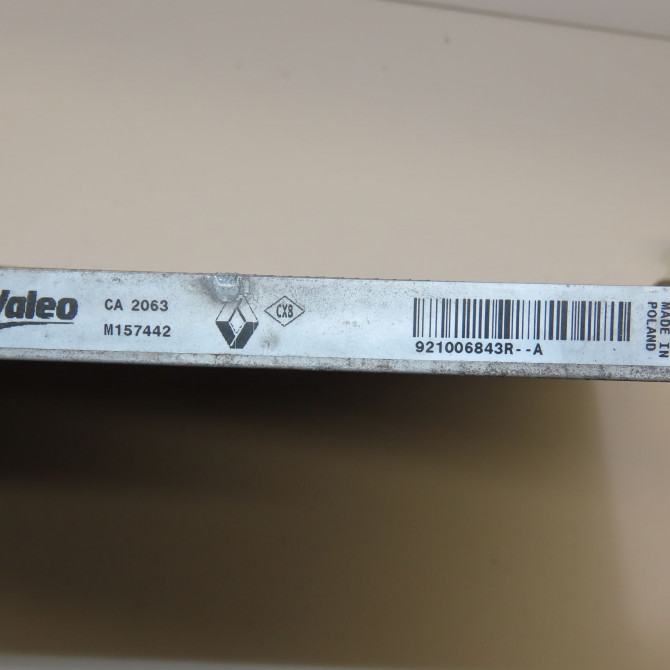 Valeo
CA 2063
M157442
CX8
921006843R--A
MADE IN
POLAND